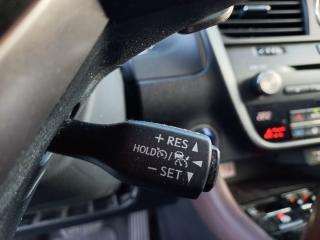 + RES ▲
HOLD / ◄
– SET ▼